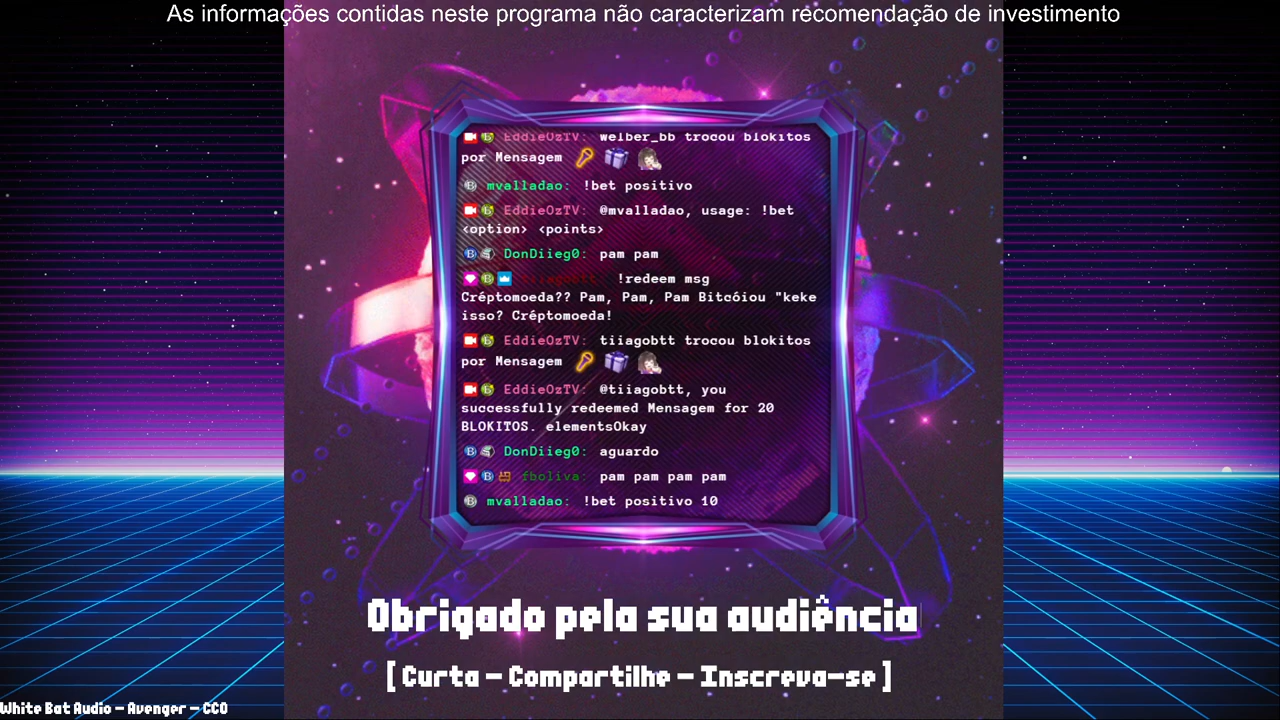 As informações contidas neste programa não caracterizam recomendação de investimento
EddieOzTV: welber_bb trocou blokitos
por Mensagem
mvalladao: !bet positivo
EddieOzTV: @mvalladao, usage: !bet
<option> <points>
DonDiieg0: pam pam
!redeem msg
Créptomoeda?? Pam, Pam, Pam Bitcóiou "keke
isso? Créptomoeda!
EddieOzTV: tiiagobtt trocou blokitos
por Mensagem
EddieOzTV: @tiiagobtt, you
successfully redeemed Mensagem for 20
BLOKITOS. elementsOkay
DonDiieg0: aguardo
fboliva: pam pam pam pam
mvalladao: !bet positivo 10
Obrigado pela sua audiência
[ Curta - Compartilhe - Inscreva-se ]
White Bat Audio - Avenger - CC0